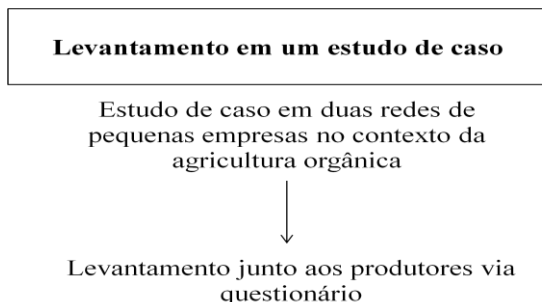 Levantamento em um estudo de caso
Estudo de caso em duas redes de
pequenas empresas no contexto da
agricultura orgânica
Levantamento junto aos produtores via
questionário